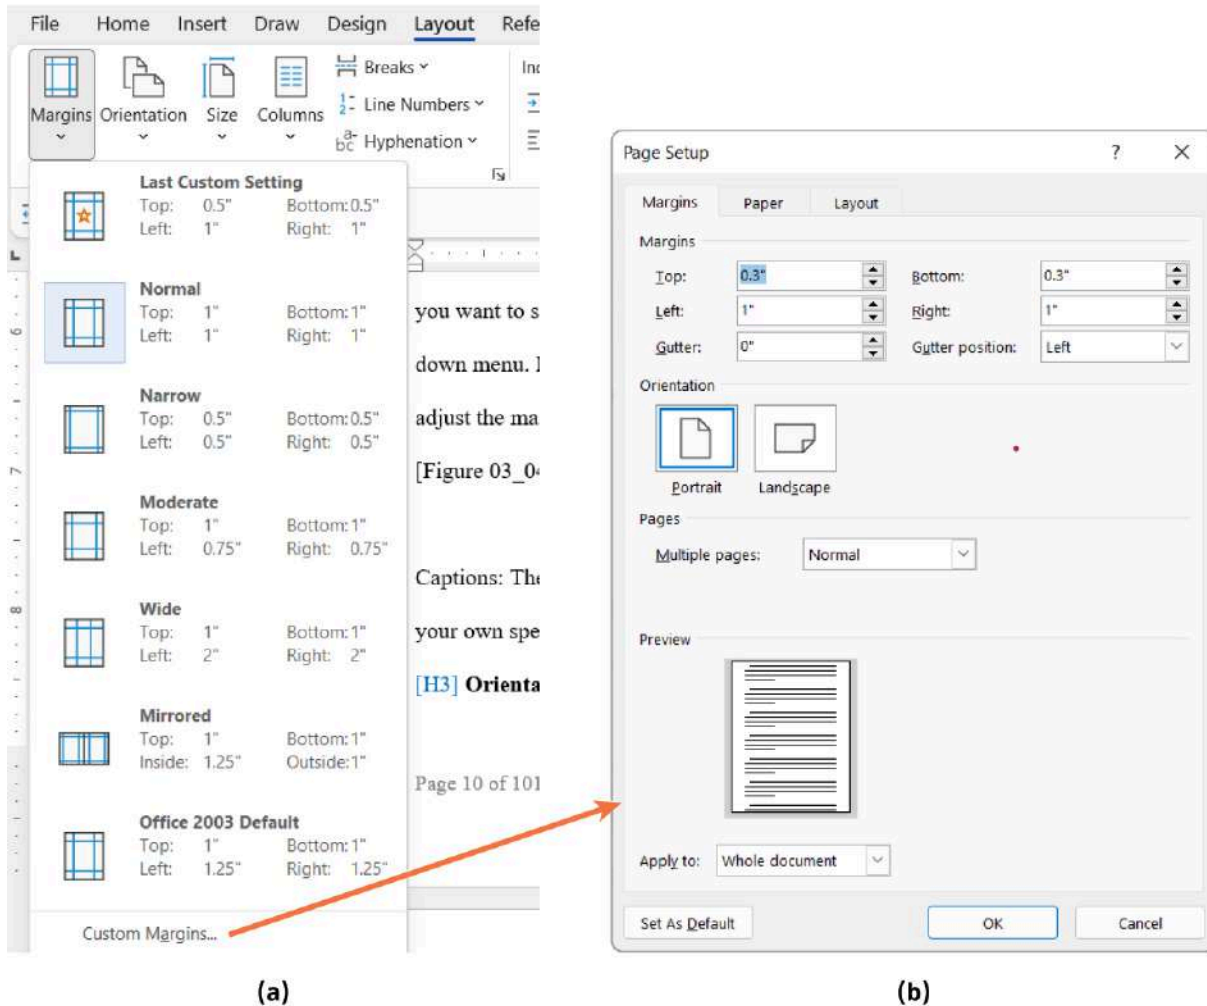 File Home Insert Draw Design Layout Refe
Margins Orientation Size Columns
Breaks
Line Numbers
Hyphenation
Ind
Last Custom Setting
Top: 0.5" Bottom: 0.5"
Left: 1" Right: 1"
Normal
Top: 1" Bottom: 1"
Left: 1" Right: 1"
Narrow
Top: 0.5" Bottom: 0.5"
Left: 0.5" Right: 0.5"
Moderate
Top: 1" Bottom: 1"
Left: 0.75" Right: 0.75"
Wide
Top: 1" Bottom: 1"
Left: 2" Right: 2"
Mirrored
Top: 1" Bottom: 1"
Inside: 1.25" Outside: 1"
Office 2003 Default
Top: 1" Bottom: 1"
Left: 1.25" Right: 1.25"
Custom Margins...
6
7
8
you want to s
down menu.
adjust the ma
[Figure 03_04
Captions: The
your own spe
[H3] Orienta
Page 10 of 101
(a)
Page Setup ?
Margins Paper Layout
Margins
Top: 0.3" Bottom: 0.3"
Left: 1" Right: 1"
Gutter: 0" Gutter position: Left
Orientation
Portrait Landscape
Pages
Multiple pages: Normal
Preview
Apply to: Whole document
Set As Default OK Cancel
(b)